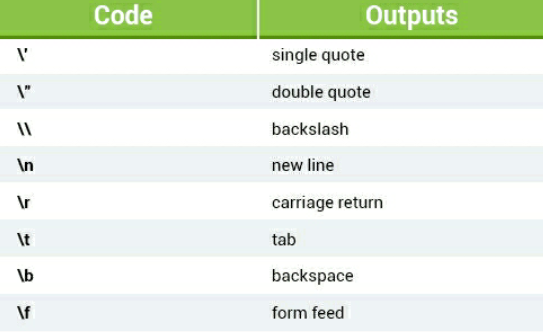 Code Outputs
\' single quote
\" double quote
\\ backslash
\n new line
\r carriage return
\t tab
\b backspace
\f form feed